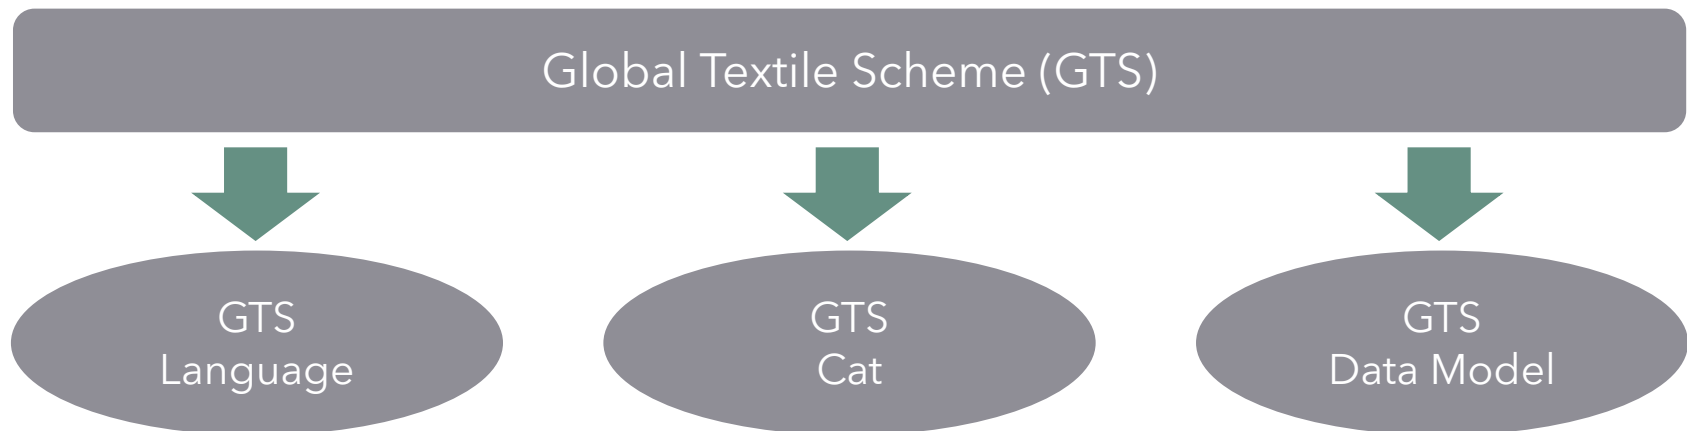 Global Textile Scheme (GTS)
GTS
Language
GTS
Cat
GTS
Data Model